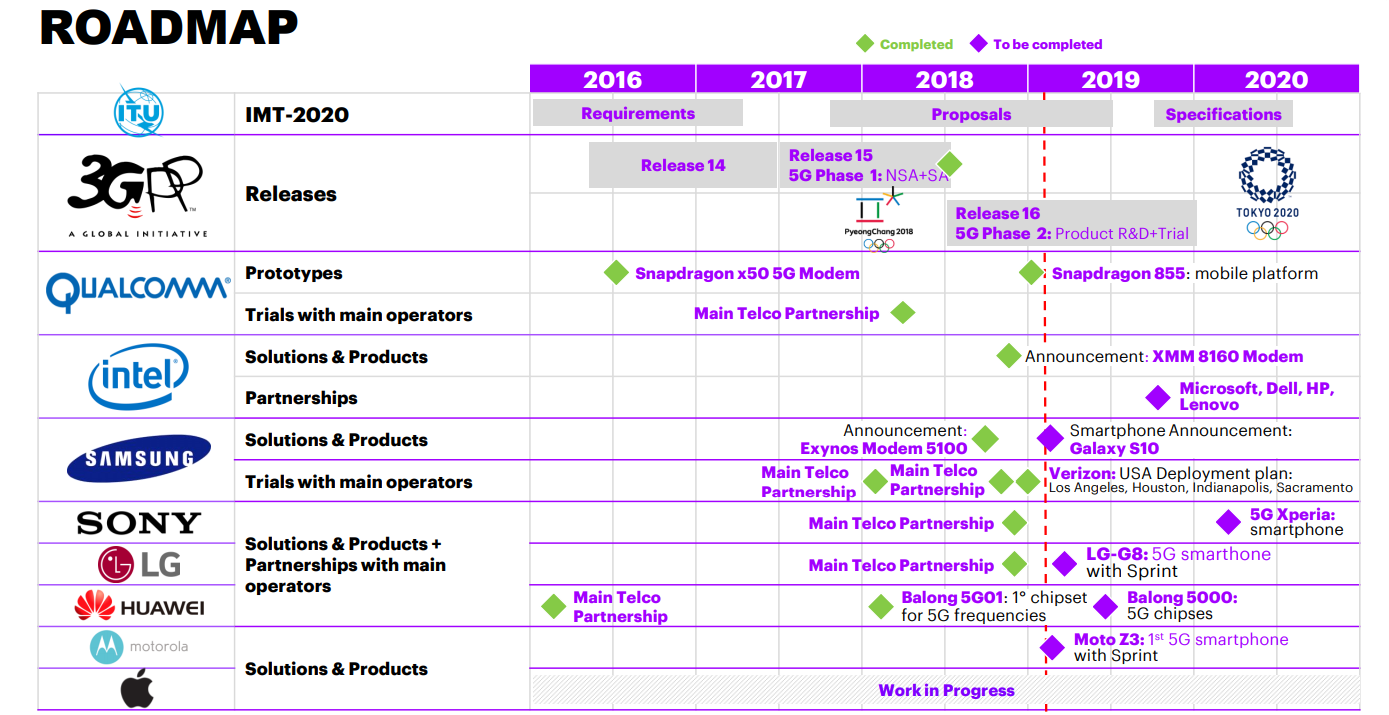 ROADMAP
Completed
To be completed
2016 2017 2018 2019 2020
ITU
IMT-2020
Requirements
Proposals
Specifications
3GPP
TM
A GLOBAL INITIATIVE
Releases
Release 14
Release 15
5G Phase 1: NSA+SA
PyeongChang 2018
Release 16
5G Phase 2: Product R&D+Trial
TOKYO 2020
QUALCOMM®
Prototypes
Snapdragon x50 5G Modem
Snapdragon 855: mobile platform
Trials with main operators
Main Telco Partnership
intel®
Solutions & Products
Announcement: XMM 8160 Modem
Partnerships
Microsoft, Dell, HP,
Lenovo
SAMSUNG
Solutions & Products
Announcement:
Exynos Modem 5100
Smartphone Announcement:
Galaxy S10
Trials with main operators
Main Telco
Partnership
Main Telco
Partnership
Verizon: USA Deployment plan:
Los Angeles, Houston, Indianapolis, Sacramento
SONY
Solutions & Products +
Partnerships with main
operators
Main Telco Partnership
5G Xperia:
smartphone
LG
LG
Main Telco Partnership
LG-G8: 5G smarthone
with Sprint
HUAWEI
Main Telco
Partnership
Balong 5G01: 1° chipset
for 5G frequencies
Balong 5000:
5G chipses
motorola
Solutions & Products
Moto Z3: 1st 5G smartphone
with Sprint
Work in Progress